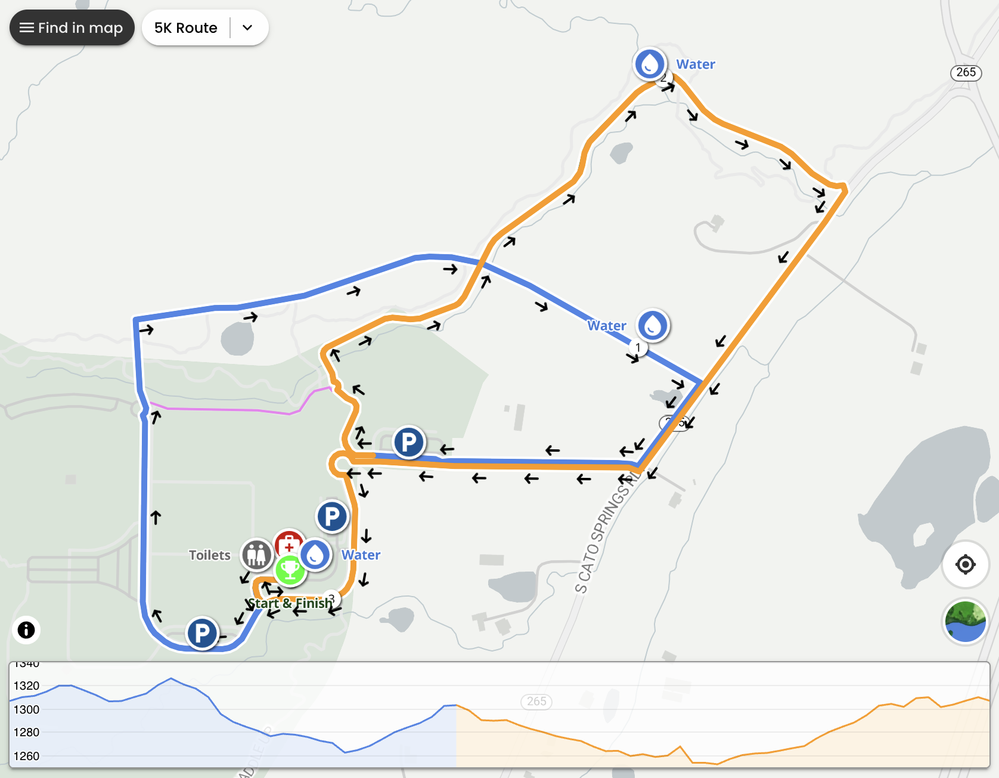 Find in map
5K Route
Water
2
265
Water
1
265
P
P
Toilets
Water
S CATO SPRINGS RD
Start & Finish
3
P
1340
1320
265
1300
1280
1260